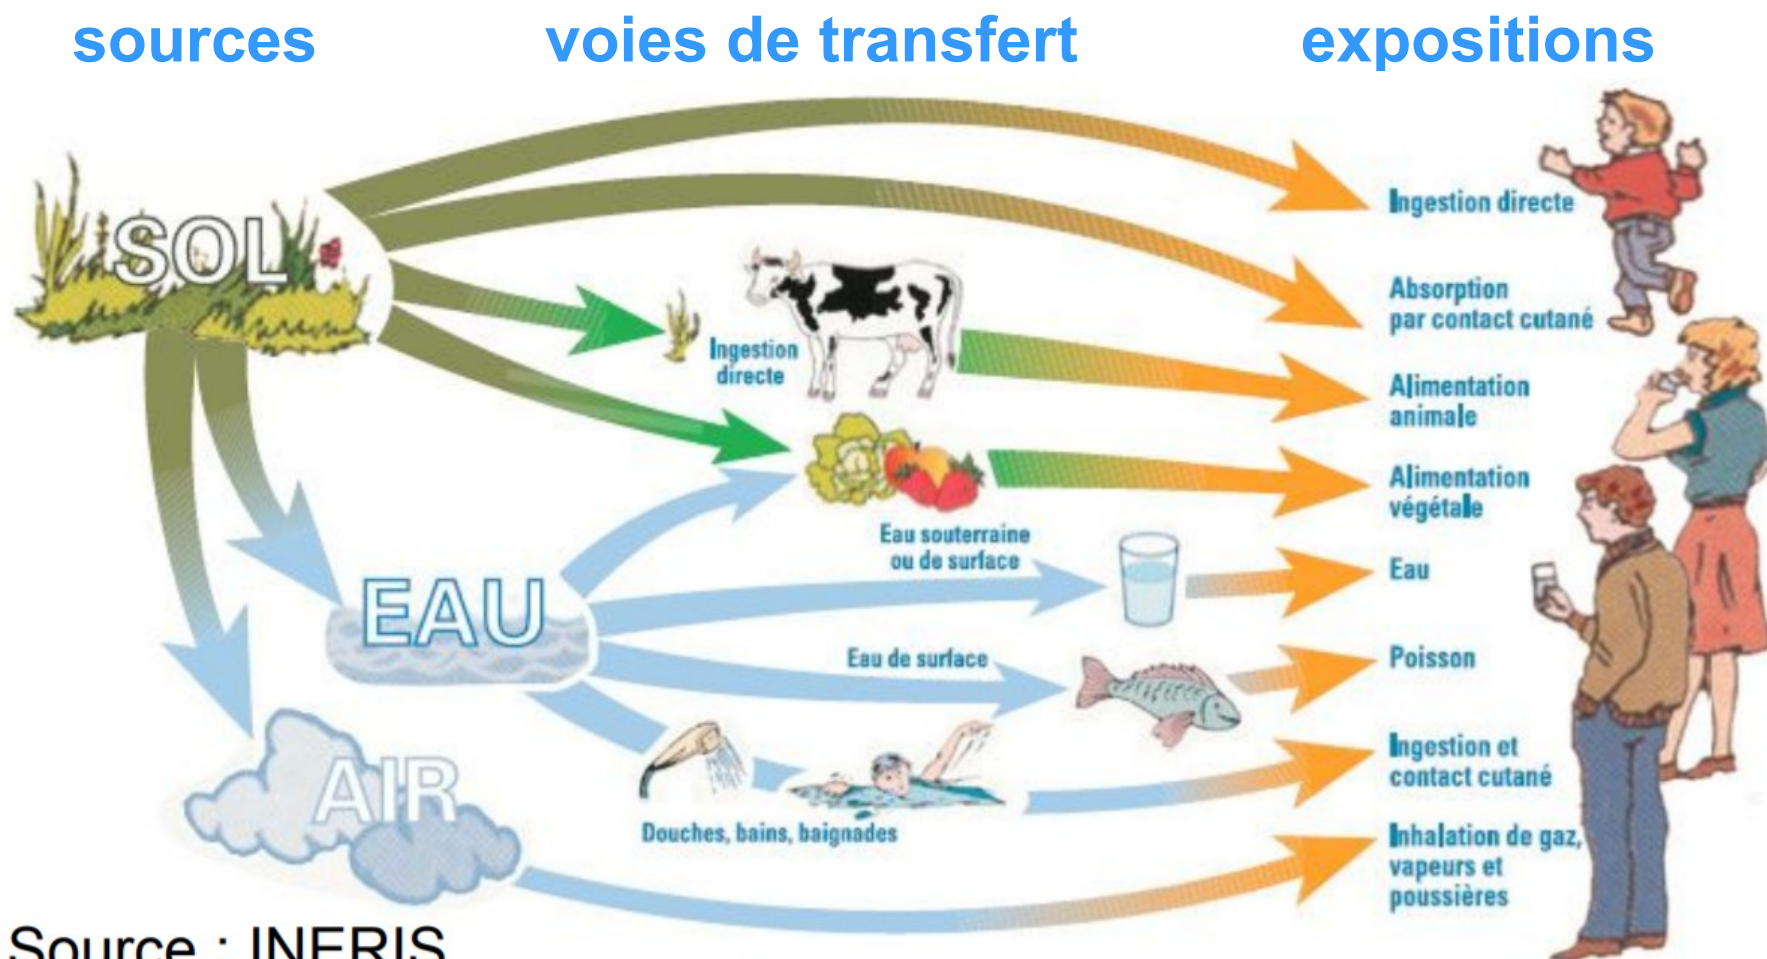 sources
voies de transfert
expositions
SOL
Ingestion directe
Absorption
par contact cutané
Ingestion
directe
Alimentation
animale
Alimentation
végétale
Eau souterraine
ou de surface
Eau
EAU
Eau de surface
Poisson
Ingestion et
contact cutané
AIR
Douches, bains, baignades
Inhalation de gaz,
vapeurs et
poussières
Source : INERIS